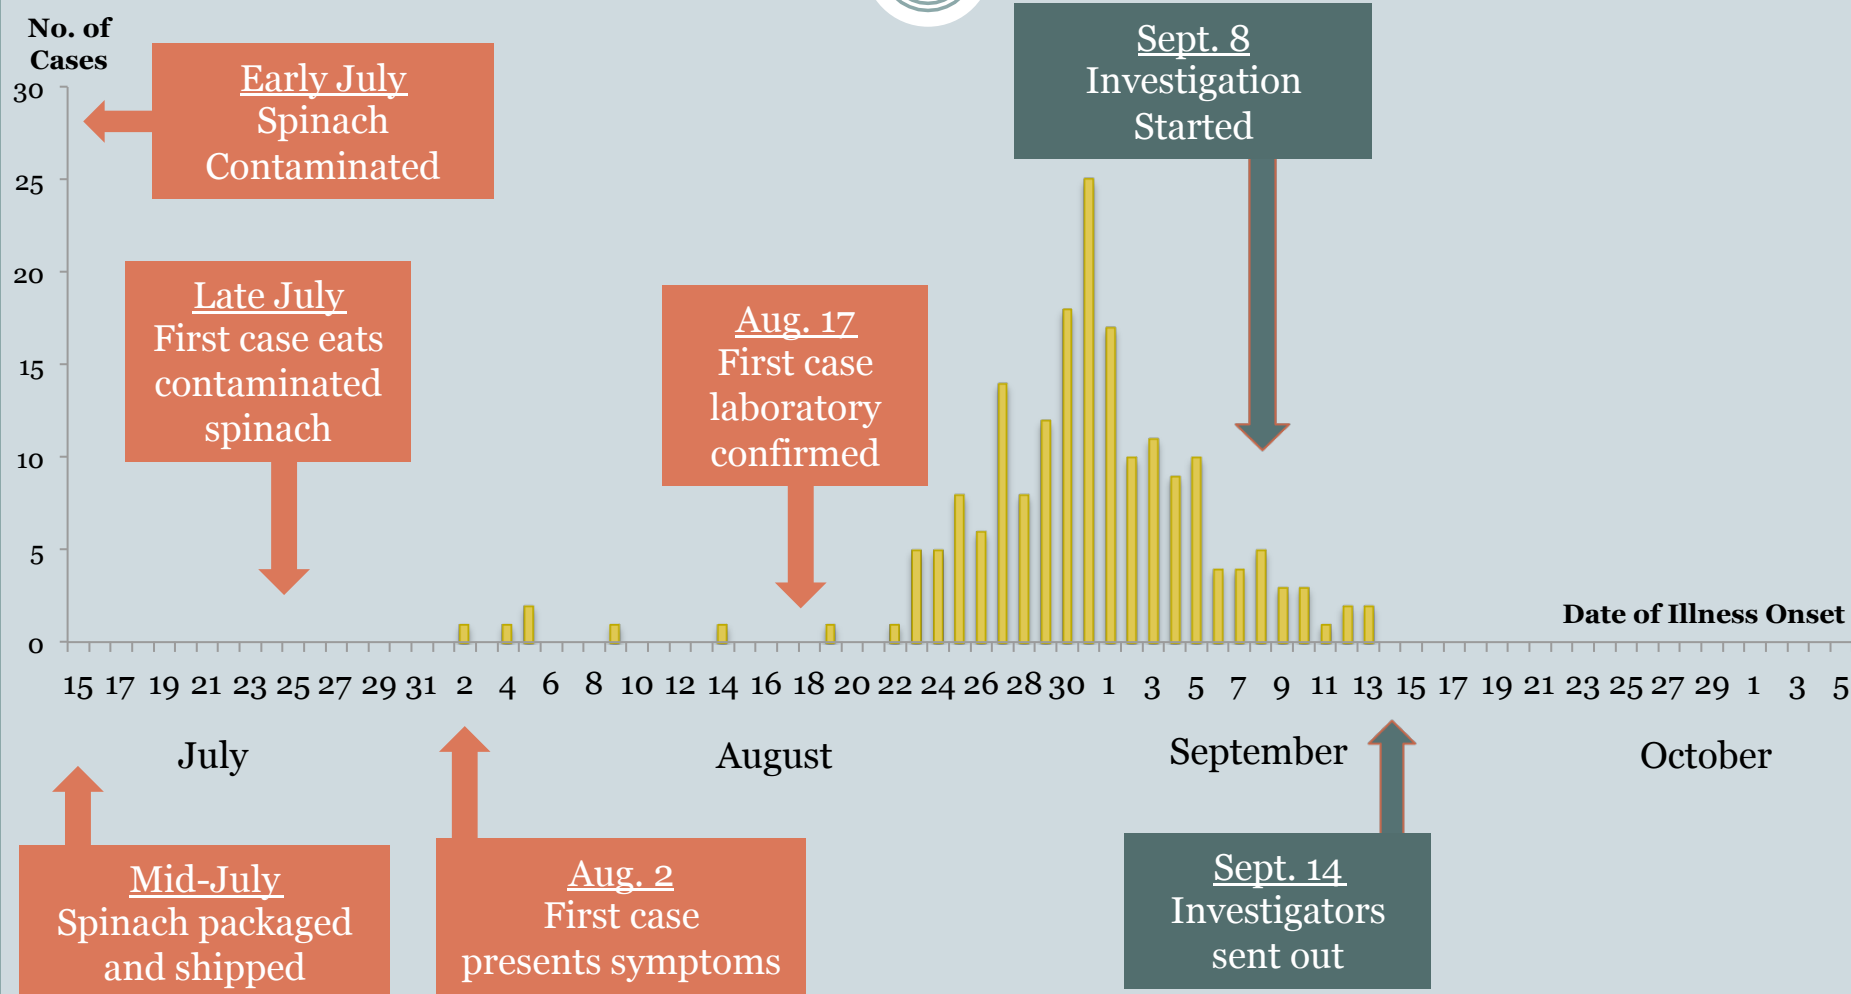 No. of
Cases
Early July
Spinach
Contaminated
Sept. 8
Investigation
Started
Late July
First case eats
contaminated
spinach
Aug. 17
First case
laboratory
confirmed
30
25
20
15
10
5
0
Date of Illness Onset
15 17 19 21 23 25 27 29 31 2 4 6 8 10 12 14 16 18 20 22 24 26 28 30 1 3 5 7 9 11 13 15 17 19 21 23 25 27 29 1 3 5
July August September October
Mid-July
Spinach packaged
and shipped
Aug. 2
First case
presents symptoms
Sept. 14
Investigators
sent out